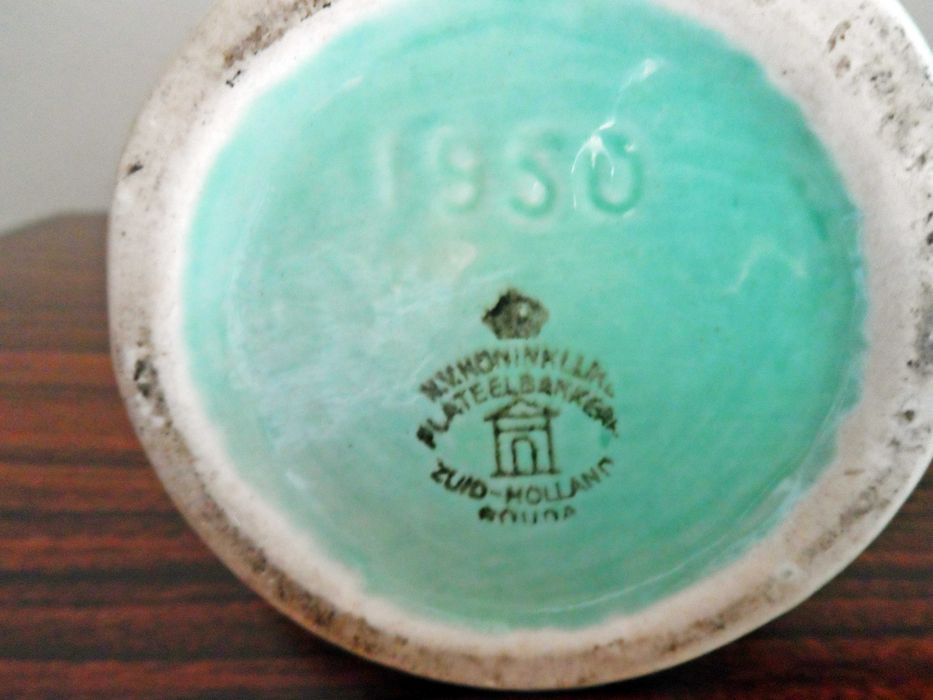 1950
N.V. KONINKLIJKE
PLATEELBAKKERIJ
ZUID-HOLLAND
GOUDA